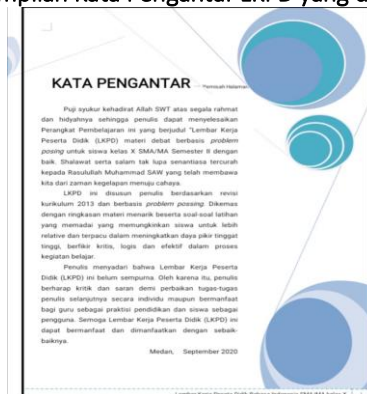 mpilan Kata Pengantar LKPD yang d
KATA PENGANTAR
Puji syukur kehadirat Allah SWT atas segala rahmat
dan hidyahnya sehingga penulis dapat menyelesaikan
Perangkat Pembelajaran ini yang berjudul "Lembar Kerja
Peserta Didik (LKPD) materi debat berbasis problem
posing untuk siswa kelas X SMA/MA Semester II dengan
baik. Shalawat serta salam tak lupa senantiasa tercurah
kepada Rasulullah Muhammad SAW yang telah membawa
kita dari zaman kegelapan menuju cahaya.
LKPD ini disusun penulis berdasarkan revisi
kurikulum 2013 dan berbasis problem possing. Dikemas
dengan ringkasan materi menarik beserta soal-soal latihan
yang memadai yang memungkinkan siswa untuk lebih
relative dan terpacu dalam meningkatkan daya pikir tingkat
tinggi, berfikir kritis, logis dan efektif dalam proses
kegiatan belajar.
Penulis menyadari bahwa Lembar Kerja Peserta
Didik (LKPD) ini belum sempurna. Oleh karena itu, penulis
berharap kritik dan saran demi perbaikan tugas-tugas
penulis selanjutnya secara individu maupun bermanfaat
bagi guru sebagai praktisi pendidikan dan siswa sebagai
pengguna. Semoga Lembar Kerja Peserta Didik (LKPD) ini
dapat bermanfaat dan dimanfaatkan dengan sebaik-
baiknya.
Medan, September 2020